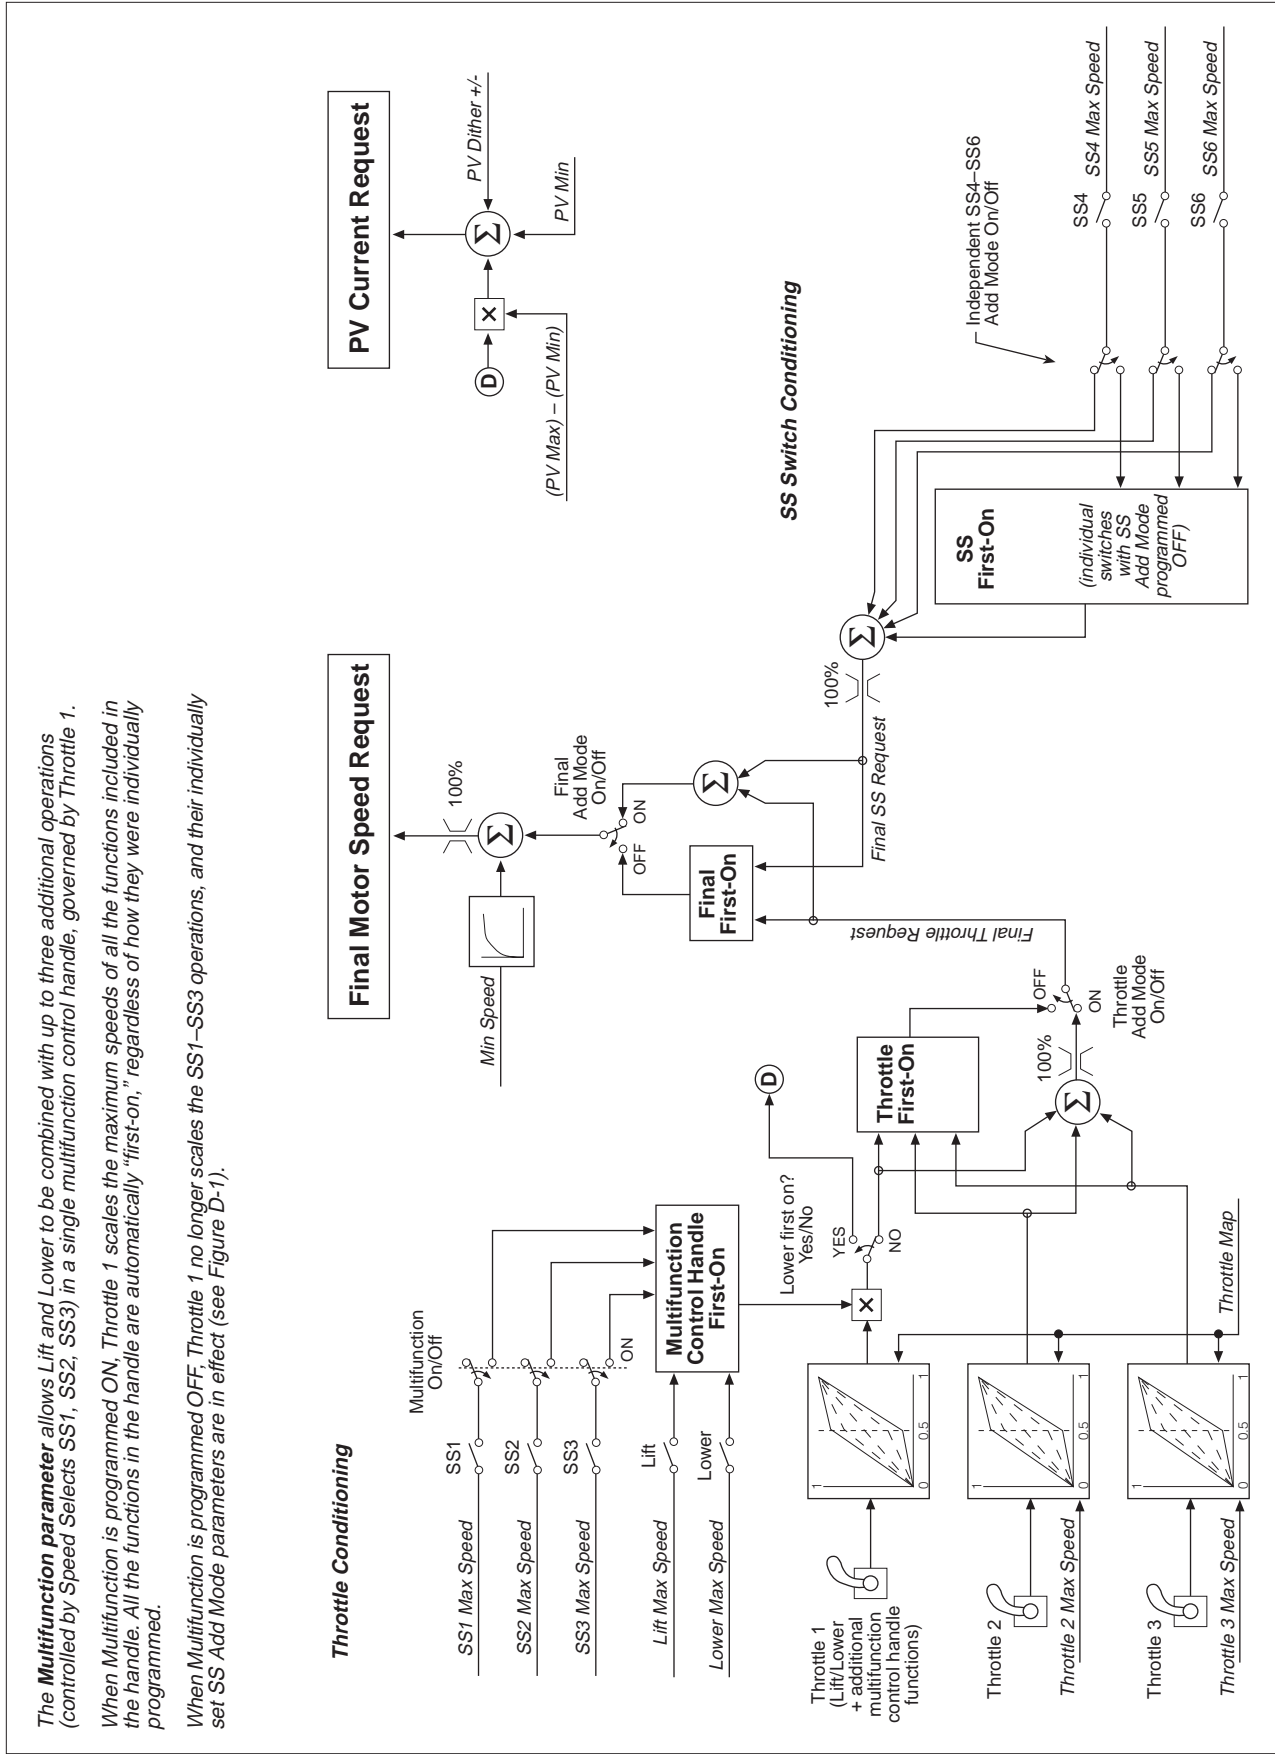 The Multifunction parameter allows Lift and Lower to be combined with up to three additional operations
(controlled by Speed Selects SS1, SS2, SS3) in a single multifunction control handle, governed by Throttle 1.
When Multifunction is programmed ON, Throttle 1 scales the maximum speeds of all the functions included in
the handle. All the functions in the handle are automatically “first-on,” regardless of how they were individually
programmed.
When Multifunction is programmed OFF, Throttle 1 no longer scales the SS1–SS3 operations, and their individually
set SS Add Mode parameters are in effect (see Figure D-1).
Throttle Conditioning
Final Motor Speed Request
PV Current Request
Multifunction
On/Off
SS1 Max Speed
SS1
SS2 Max Speed
SS2
SS3 Max Speed
SS3
ON
Lift Max Speed
Lift
Lower Max Speed
Lower
Multifunction
Control Handle
First-On
Lower first on?
Yes/No
YES
NO
D
×
Throttle 1
(Lift/Lower
+ additional
multifunction
control handle
functions)
1
0
0.5
1
Throttle 2
Throttle 2 Max Speed
1
0
0.5
1
Throttle 3
Throttle 3 Max Speed
1
0
0.5
1
Throttle Map
Throttle
First-On
Σ
100%
OFF
ON
Throttle
Add Mode
On/Off
Final Throttle Request
Min Speed
Σ
100%
Final
Add Mode
On/Off
OFF
ON
Final
First-On
Σ
Final SS Request
100%
Σ
D
×
(PV Max) – (PV Min)
Σ
PV Dither +/-
PV Min
SS Switch Conditioning
Independent SS4–SS6
Add Mode On/Off
SS4
SS4 Max Speed
SS5
SS5 Max Speed
SS6
SS6 Max Speed
SS
First-On
(individual
switches
with SS
Add Mode
programmed
OFF)